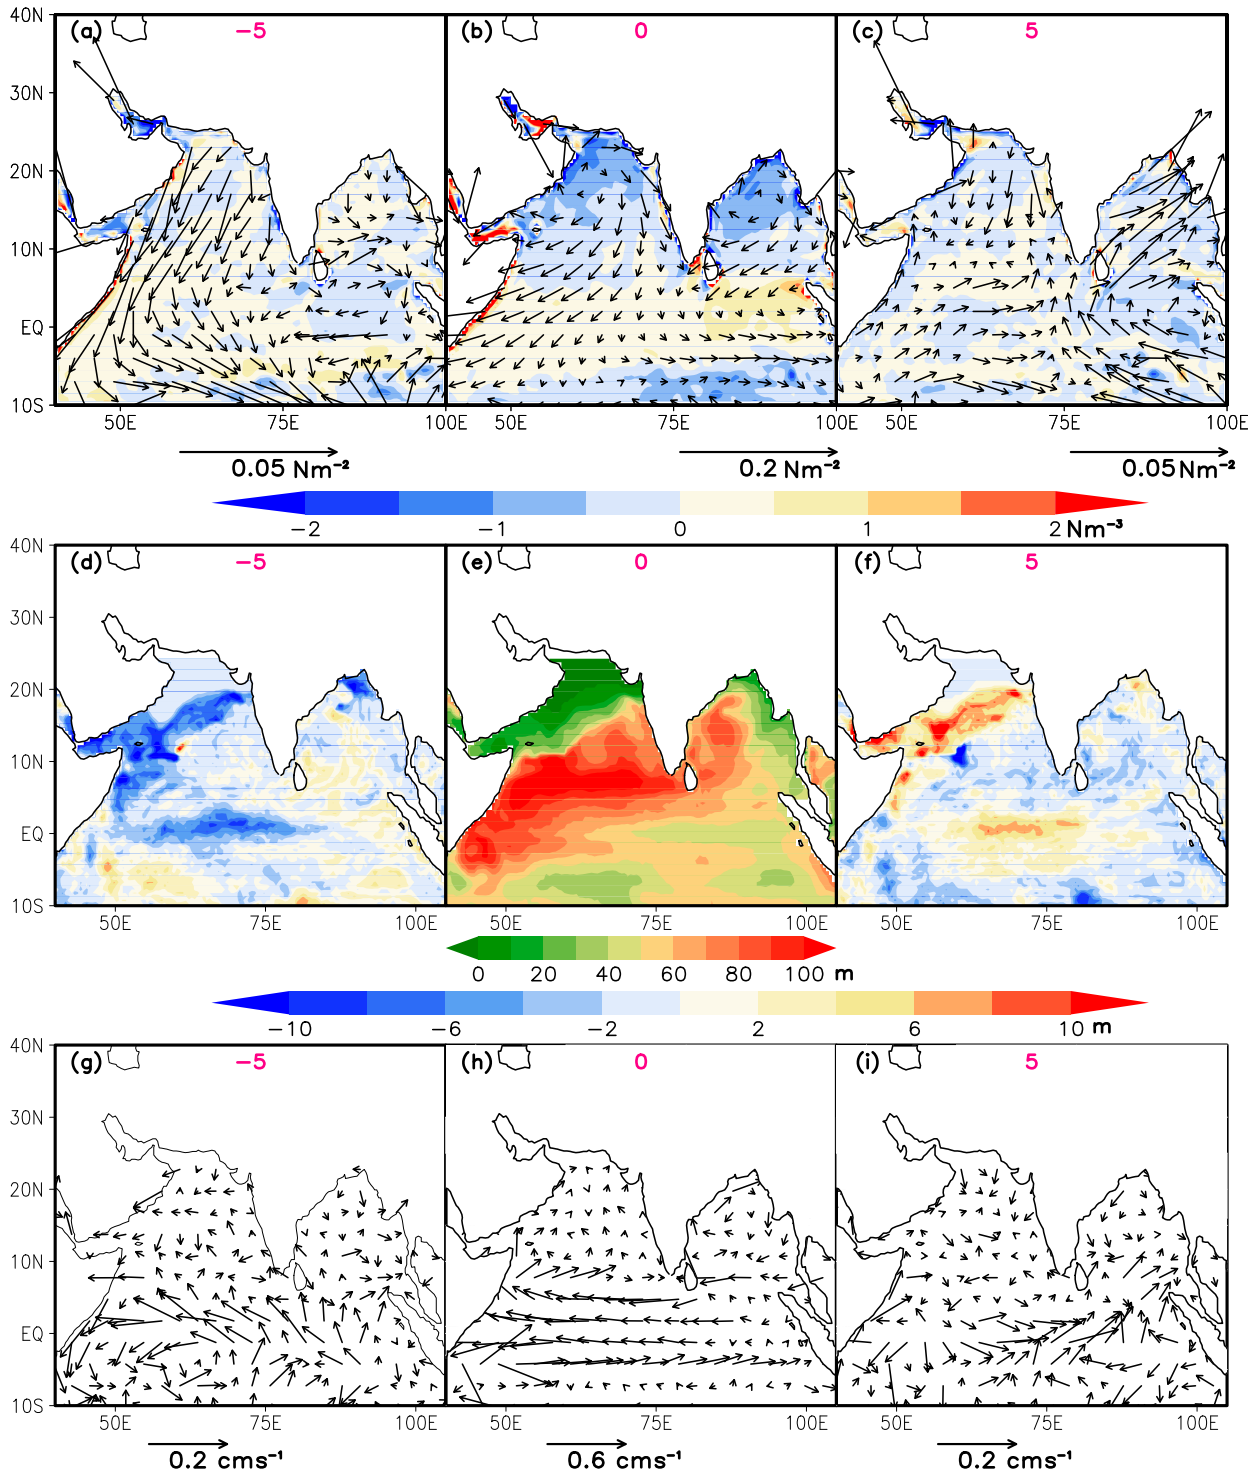 (a) −5 (b) 0 (c) 5
40N
30N
20N
10N
EQ
10S
50E 75E 100E 50E 75E 100E 50E 75E 100E
0.05 Nm⁻² 0.2 Nm⁻² 0.05 Nm⁻²
−2 −1 0 1 2 Nm⁻³
(d) −5 (e) 0 (f) 5
40N
30N
20N
10N
EQ
10S
50E 75E 100E 50E 75E 100E 50E 75E 100E
0 20 40 60 80 100 m
−10 −6 −2 2 6 10 m
(g) −5 (h) 0 (i) 5
40N
30N
20N
10N
EQ
10S
50E 75E 100E 50E 75E 100E 50E 75E 100E
0.2 cms⁻¹ 0.6 cms⁻¹ 0.2 cms⁻¹